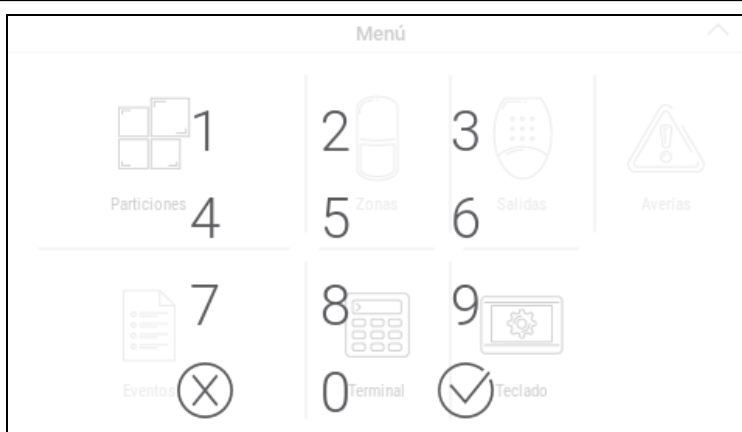 Menú
1 2 3
Particiones Zonas Salidas Averías
4 5 6
7 8 9
Eventos Terminal Teclado
0